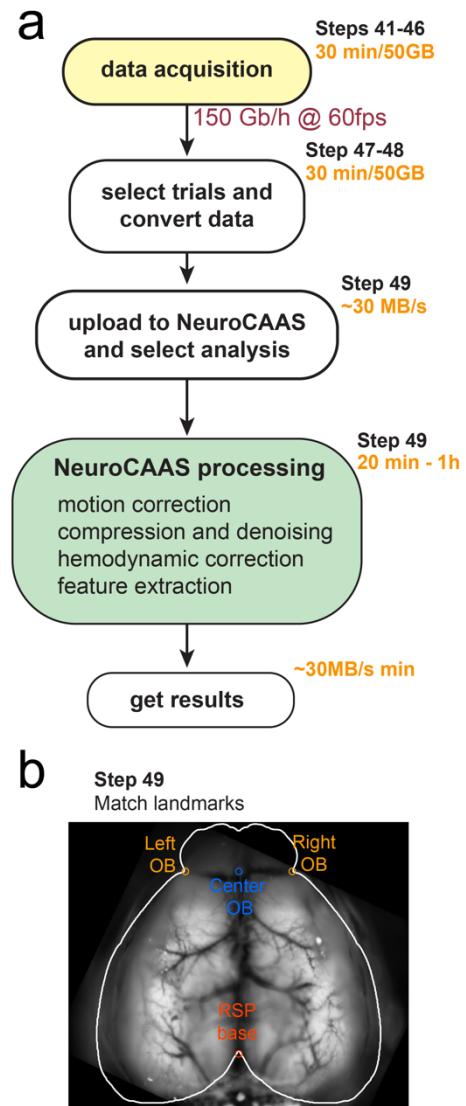 a
Steps 41-46
data acquisition
30 min/50GB
150 Gb/h @ 60fps
Step 47-48
30 min/50GB
select trials and
convert data
Step 49
~30 MB/s
upload to NeuroCAAS
and select analysis
Step 49
20 min - 1h
NeuroCAAS processing
motion correction
compression and denoising
hemodynamic correction
feature extraction
~30MB/s min
get results
b
Step 49
Match landmarks
Left
OB
Right
OB
Center
OB
RSP
base